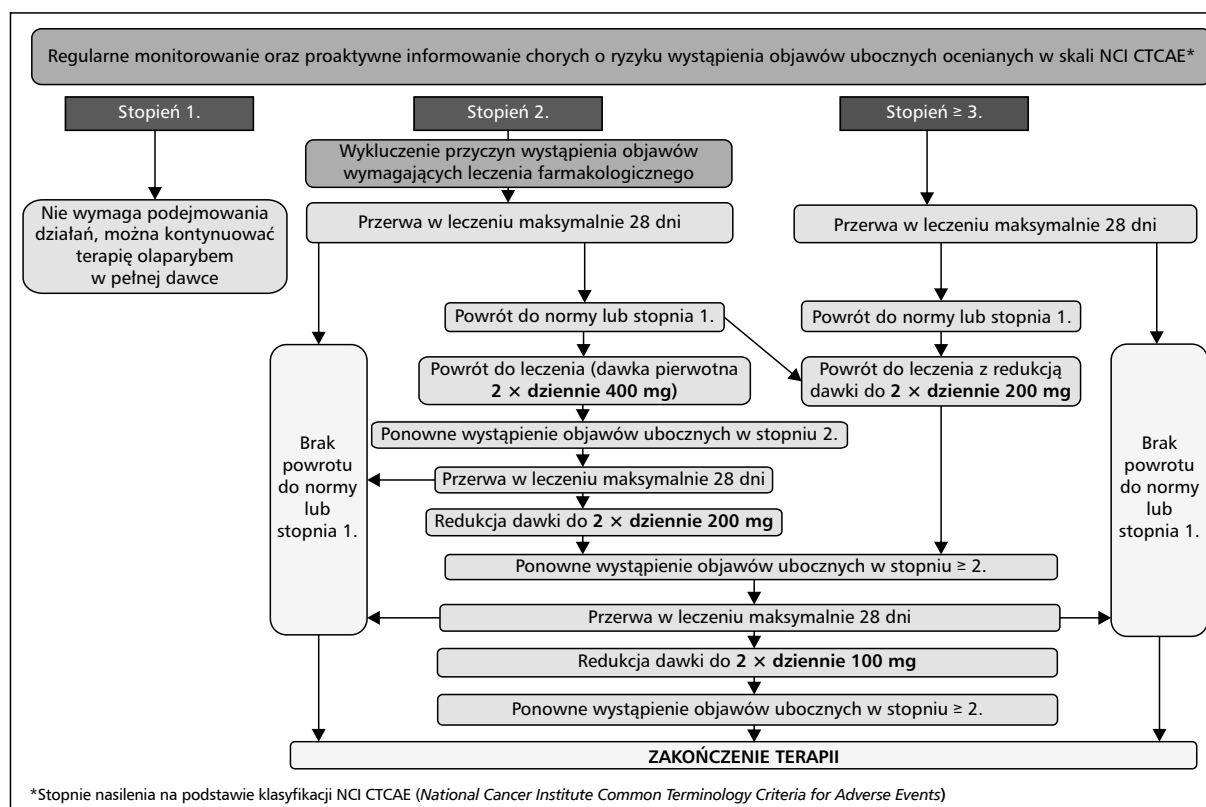 Regularne monitorowanie oraz proaktywne informowanie chorych o ryzyku wystąpienia objawów ubocznych ocenianych w skali NCI CTCAE*
Stopień 1.
Stopień 2.
Stopień ≥ 3.
Wykluczenie przyczyn wystąpienia objawów
wymagających leczenia farmakologicznego
Nie wymaga podejmowania
działań, można kontynuować
terapię olaparybem
w pełnej dawce
Przerwa w leczeniu maksymalnie 28 dni
Przerwa w leczeniu maksymalnie 28 dni
Powrót do normy lub stopnia 1.
Powrót do normy lub stopnia 1.
Powrót do leczenia (dawka pierwotna
2 × dziennie 400 mg)
Powrót do leczenia z redukcją
dawki do 2 × dziennie 200 mg
Ponowne wystąpienie objawów ubocznych w stopniu 2.
Brak
powrotu
do normy
lub
stopnia 1.
Brak
powrotu
do normy
lub
stopnia 1.
Przerwa w leczeniu maksymalnie 28 dni
Redukcja dawki do 2 × dziennie 200 mg
Ponowne wystąpienie objawów ubocznych w stopniu ≥ 2.
Przerwa w leczeniu maksymalnie 28 dni
Redukcja dawki do 2 × dziennie 100 mg
Ponowne wystąpienie objawów ubocznych w stopniu ≥ 2.
ZAKOŃCZENIE TERAPII
*Stopnie nasilenia na podstawie klasyfikacji NCI CTCAE (National Cancer Institute Common Terminology Criteria for Adverse Events)